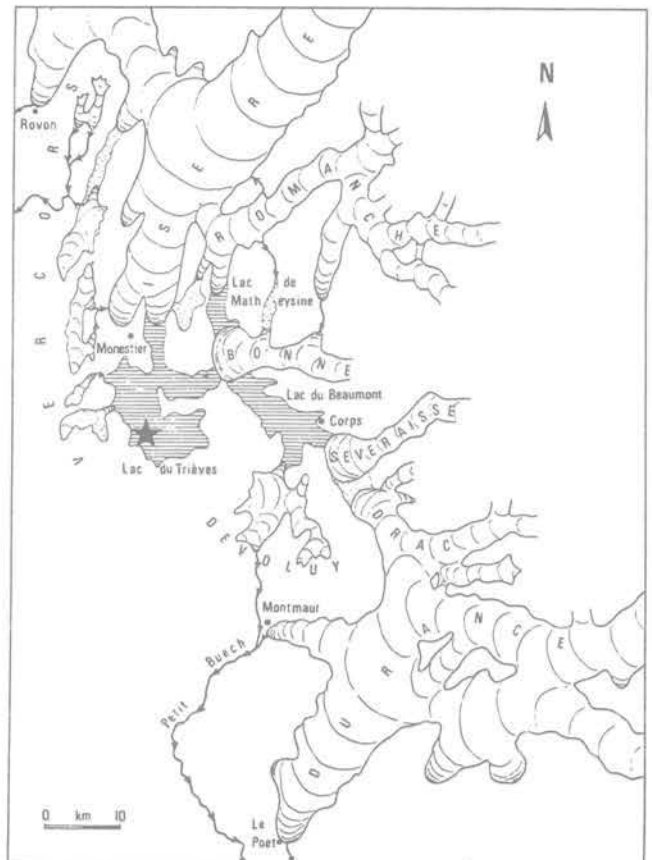 N
Rovon
ISERE
ROMANCHE
VERCORS
Lac de
Math eysine
Monestier
BONNE
Lac du Beaumont
Corps
SEVERAISSE
Lac du Trièves
DRAC
DEVOLUY
Montmaur
DURANCE
Petit Buech
0 km 10
Le
Poet